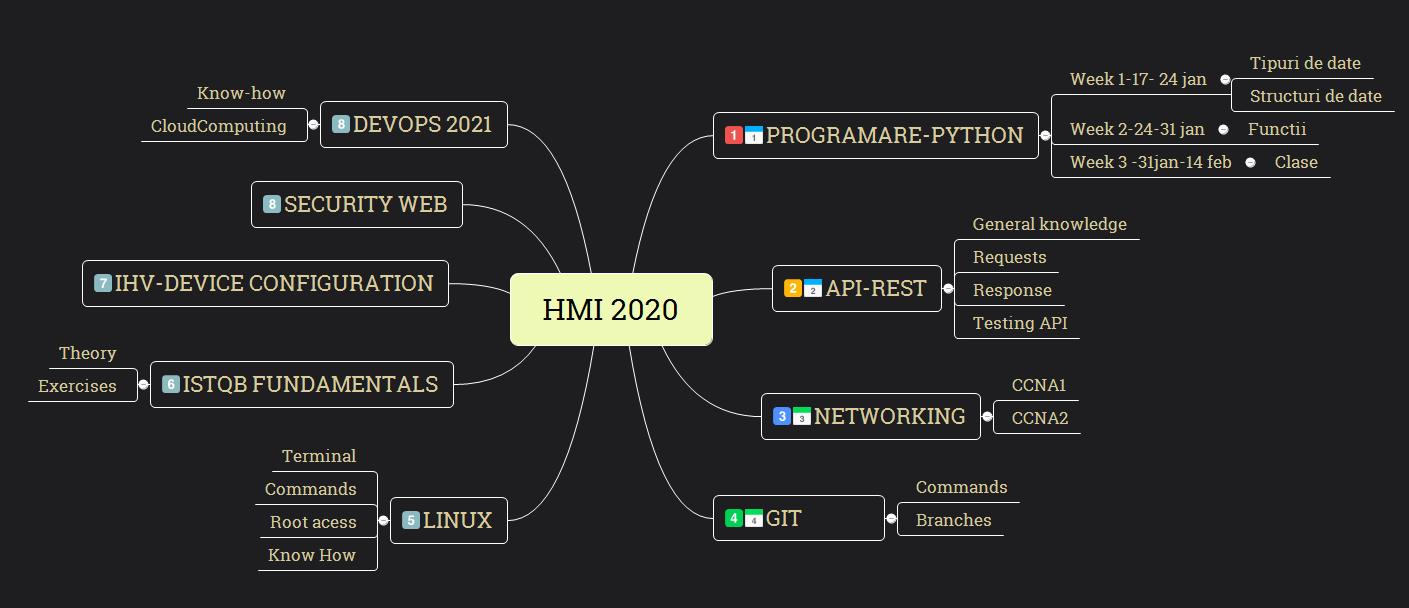 HMI 2020
1 1 PROGRAMARE-PYTHON
Week 1-17- 24 jan
Tipuri de date
Structuri de date
Week 2-24-31 jan
Functii
Week 3 -31jan-14 feb
Clase
2 2 API-REST
General knowledge
Requests
Response
Testing API
3 3 NETWORKING
CCNA1
CCNA2
4 4 GIT
Commands
Branches
5 LINUX
Terminal
Commands
Root acess
Know How
6 ISTQB FUNDAMENTALS
Theory
Exercises
7 IHV-DEVICE CONFIGURATION
8 SECURITY WEB
8 DEVOPS 2021
Know-how
CloudComputing